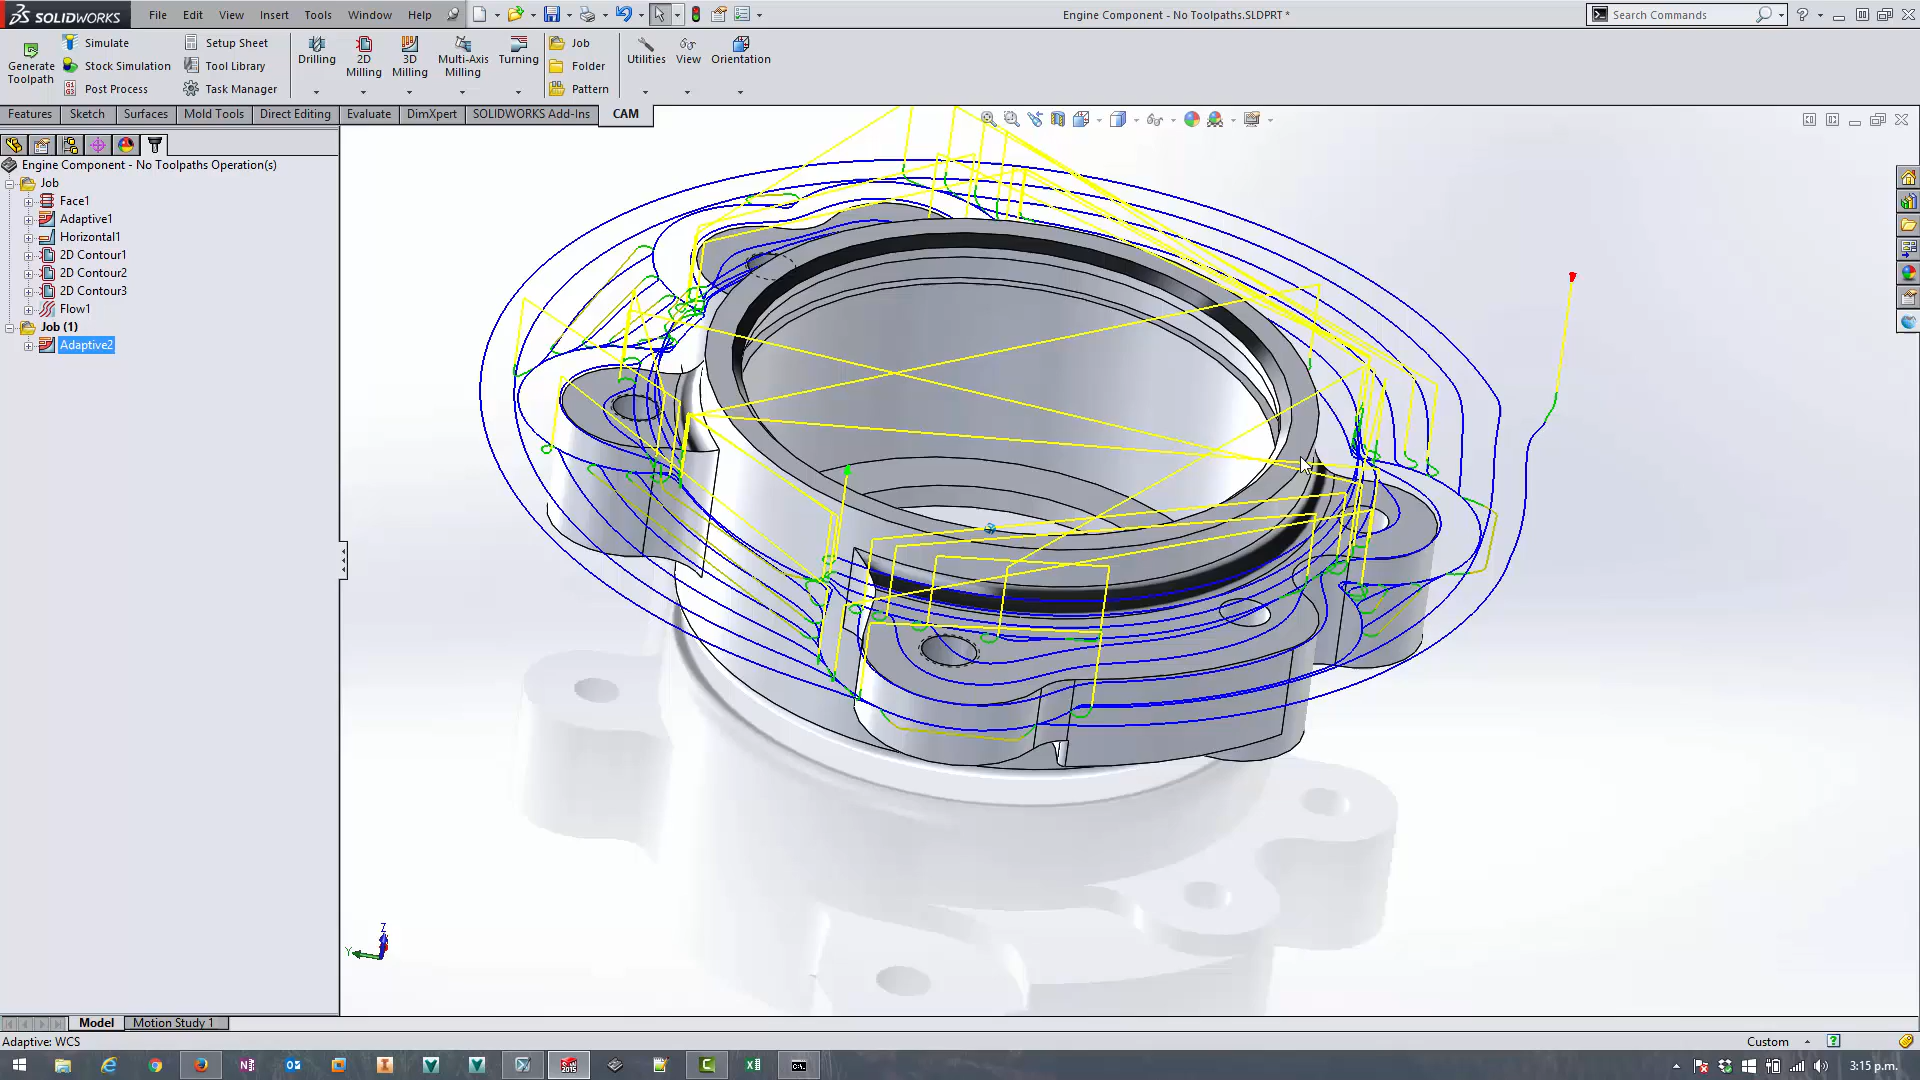 SOLIDWORKS File Edit View Insert Tools Window Help Engine Component - No Toolpaths.SLDPRT * Search Commands
Generate Toolpath
Simulate
Stock Simulation
Post Process
Setup Sheet
Tool Library
Task Manager
Drilling
2D Milling
3D Milling
Multi-Axis Milling
Turning
Job
Folder
Pattern
Utilities
View
Orientation
Features Sketch Surfaces Mold Tools Direct Editing Evaluate DimXpert SOLIDWORKS Add-Ins CAM
Engine Component - No Toolpaths Operation(s)
Job
Face1
Adaptive1
Horizontal1
2D Contour1
2D Contour2
2D Contour3
Flow1
Job (1)
Adaptive2
Z
Y
Model Motion Study 1
Adaptive: WCS Custom
3:15 p.m.